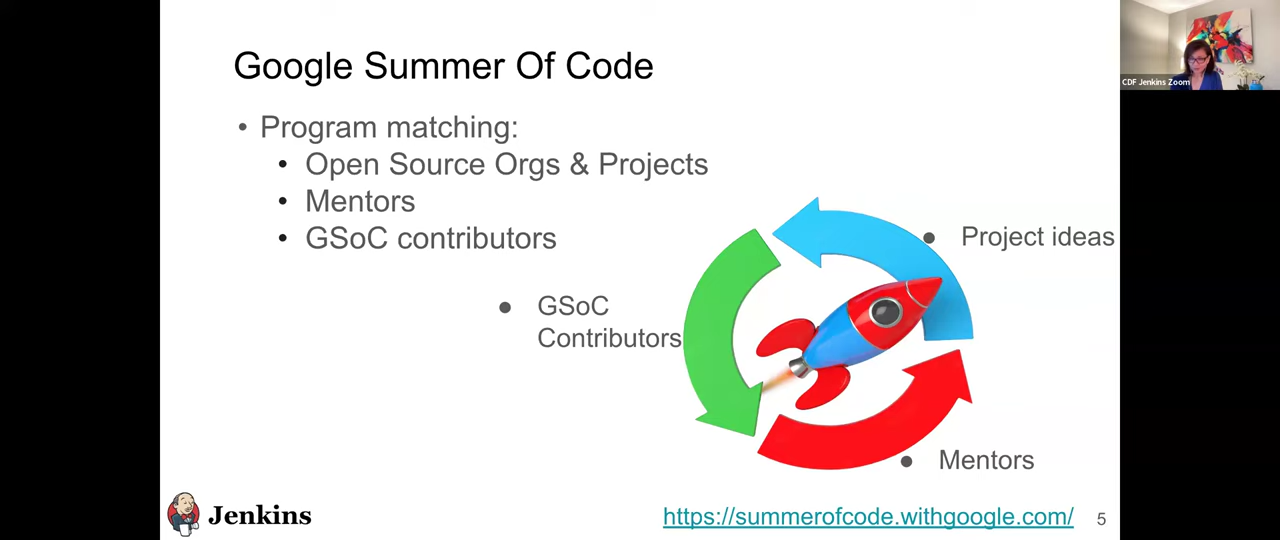 Google Summer Of Code
• Program matching:
• Open Source Orgs & Projects
• Mentors
• GSoC contributors
● Project ideas
● GSoC
Contributors
● Mentors
Jenkins
https://summerofcode.withgoogle.com/
5
CDF Jenkins Zoom